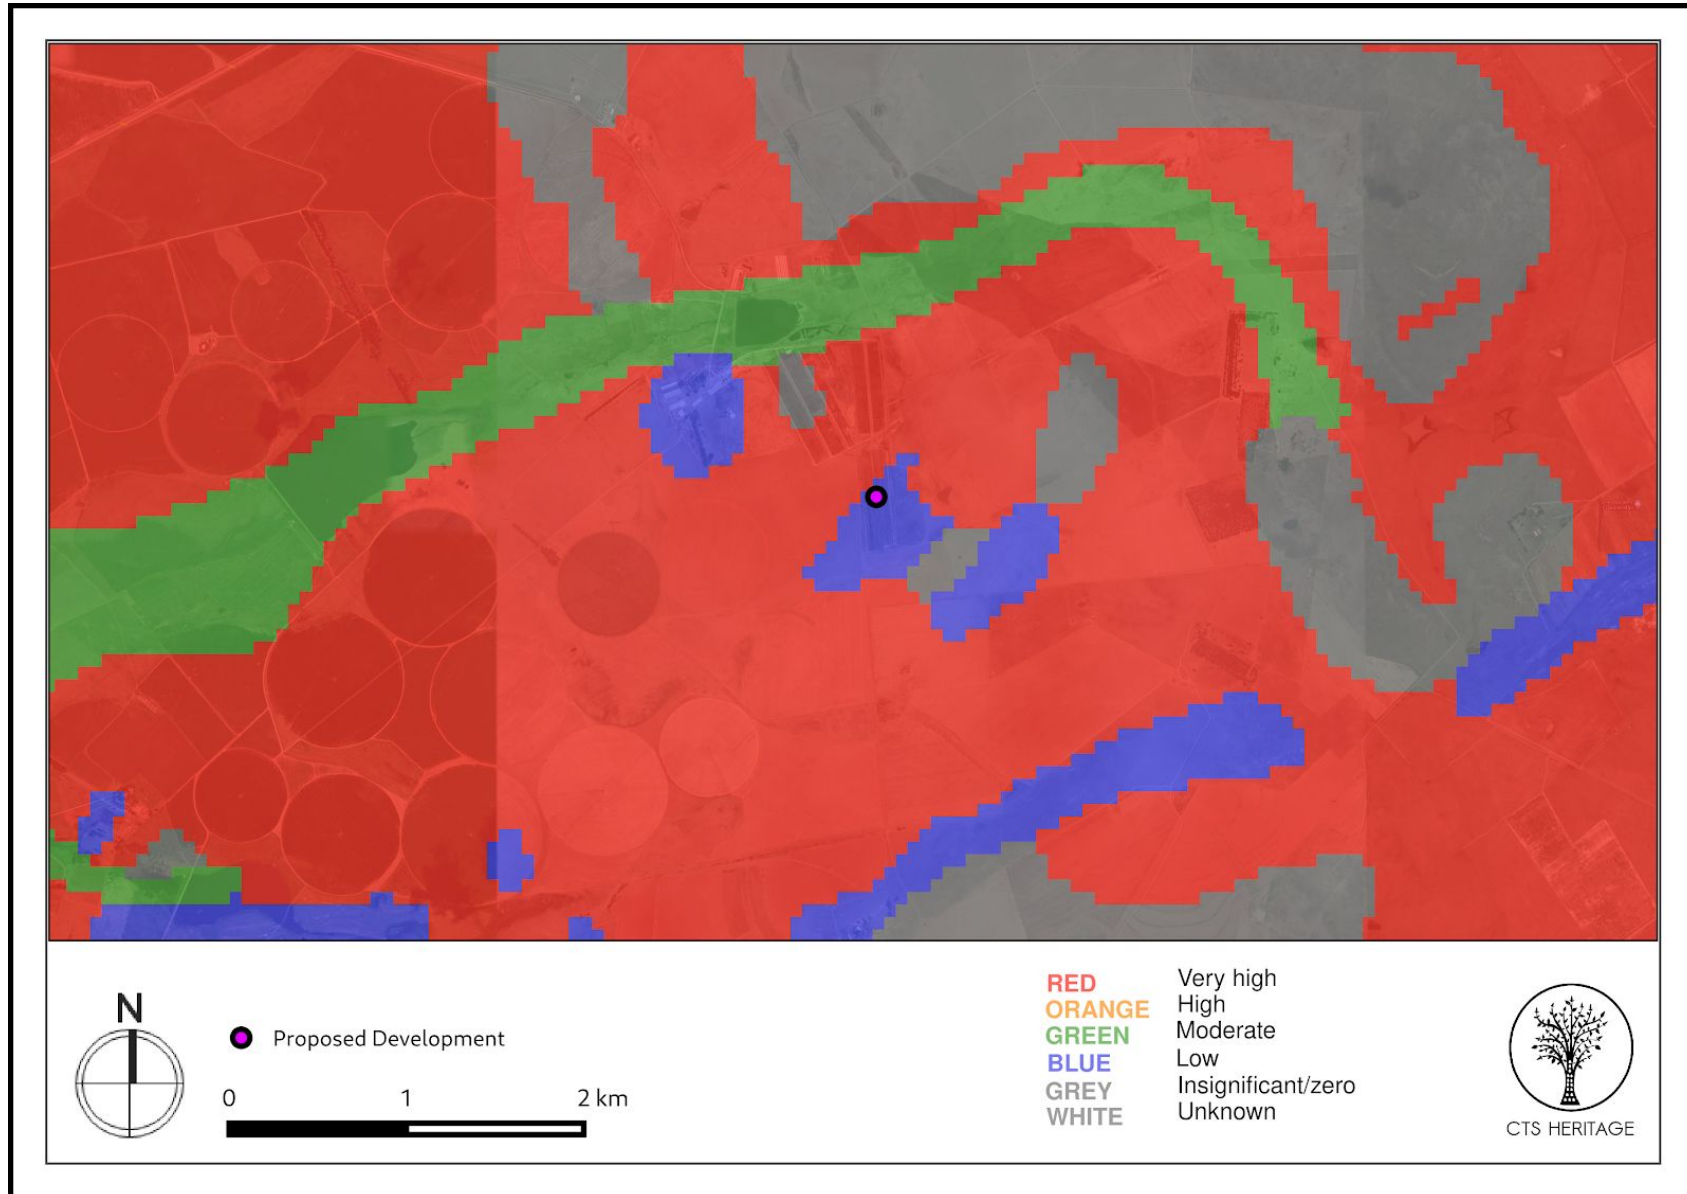 N
Proposed Development
0 1 2 km
RED Very high
ORANGE High
GREEN Moderate
BLUE Low
GREY Insignificant/zero
WHITE Unknown
CTS HERITAGE